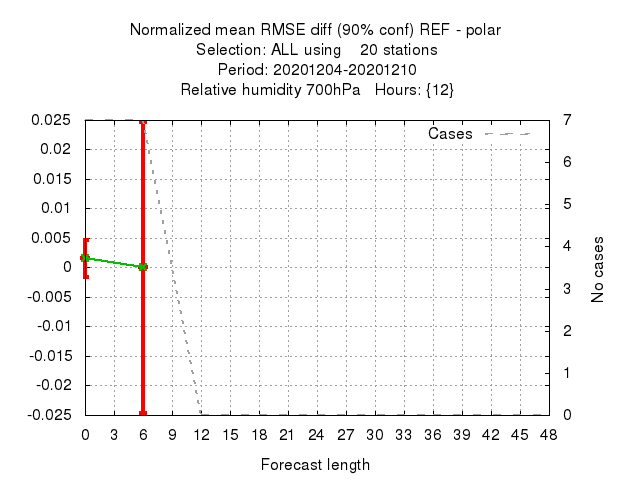 Normalized mean RMSE diff (90% conf) REF - polar
Selection: ALL using    20 stations
Period: 20201204-20201210
Relative humidity 700hPa   Hours: {12}
Cases
0.025
0.02
0.015
0.01
0.005
0
-0.005
-0.01
-0.015
-0.02
-0.025
7
6
5
4
3
2
1
0
No cases
0 3 6 9 12 15 18 21 24 27 30 33 36 39 42 45 48
Forecast length